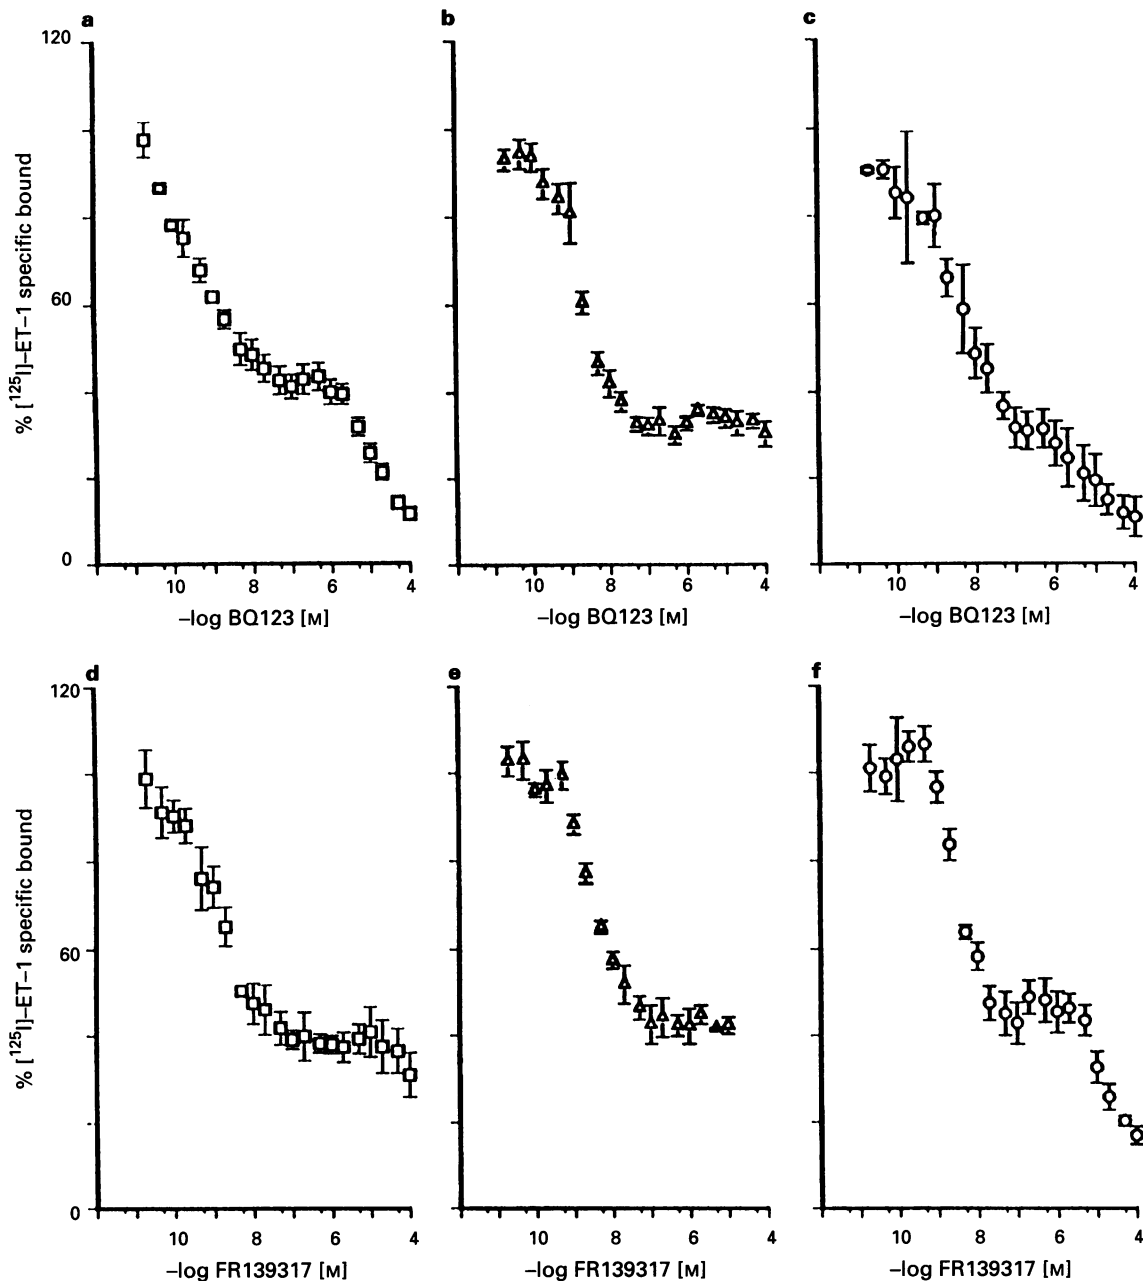 a
b
c
120
60
0
% [¹²⁵I]–ET–1 specific bound
10 8 6 4
10 8 6 4
10 8 6 4
–log BQ123 [M]
–log BQ123 [M]
–log BQ123 [M]
d
e
f
120
60
0
% [¹²⁵I]–ET–1 specific bound
10 8 6 4
10 8 6 4
10 8 6 4
–log FR139317 [M]
–log FR139317 [M]
–log FR139317 [M]